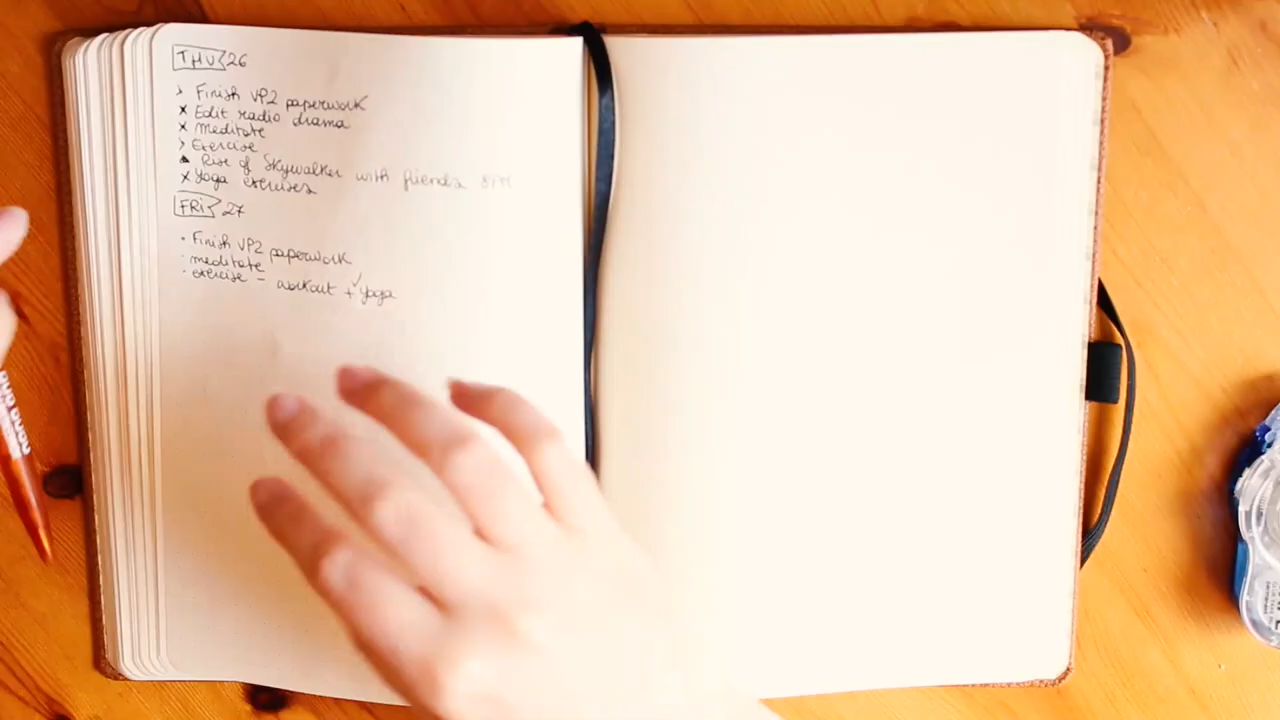 THU 26
> Finish VP2 paperwork
x Edit radio drama
x Meditate
> Exercise
▲ Rise of Skywalker with friends 8PM
x Yoga exercises
FRI 27
• Finish VP2 paperwork
• meditate
• exercise – workout + ✓yoga